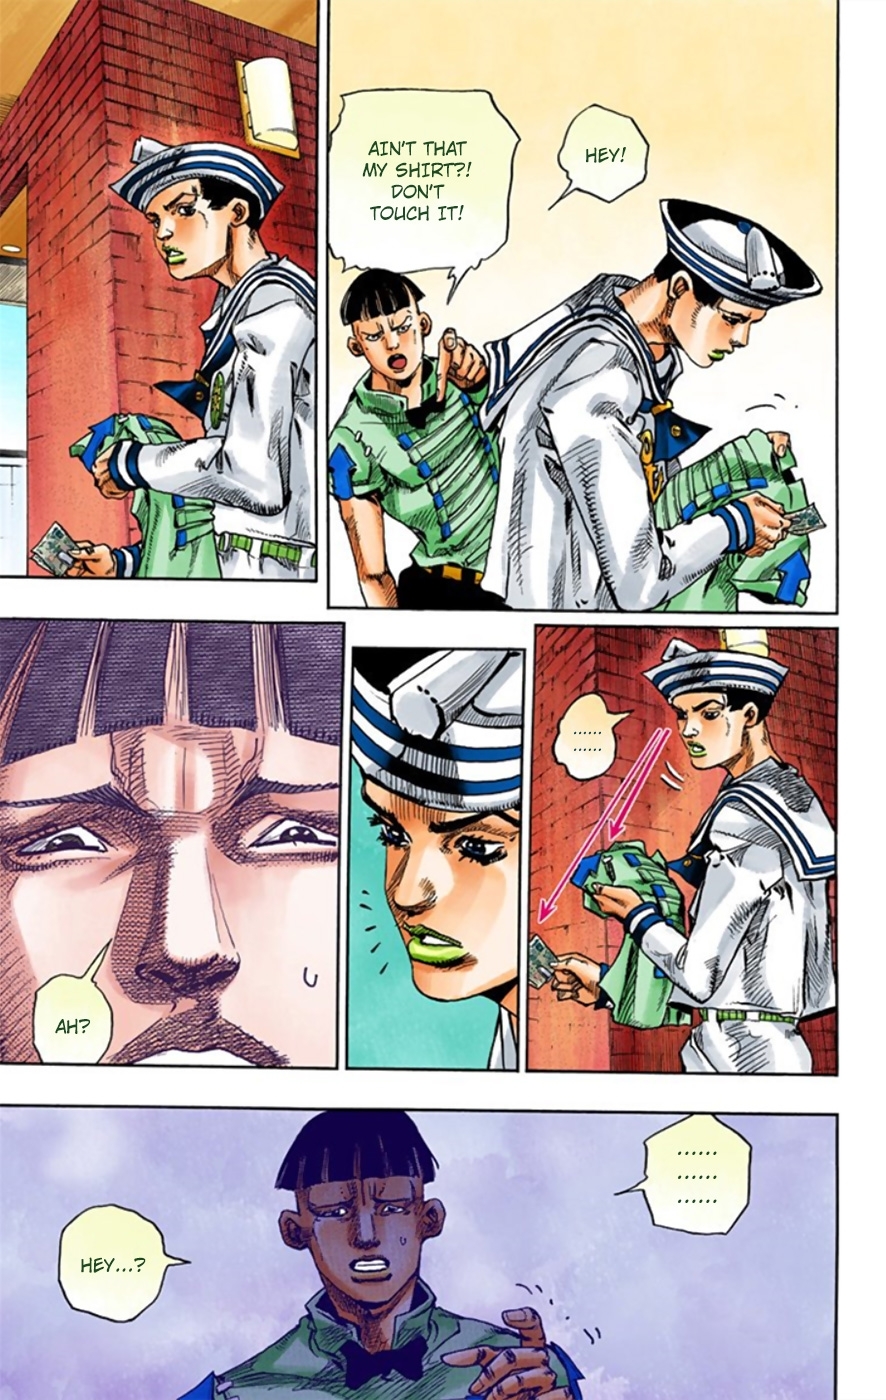 HEY!
AIN'T THAT
MY SHIRT?!
DON'T
TOUCH IT!
......
......
AH?
......
......
......
HEY...?